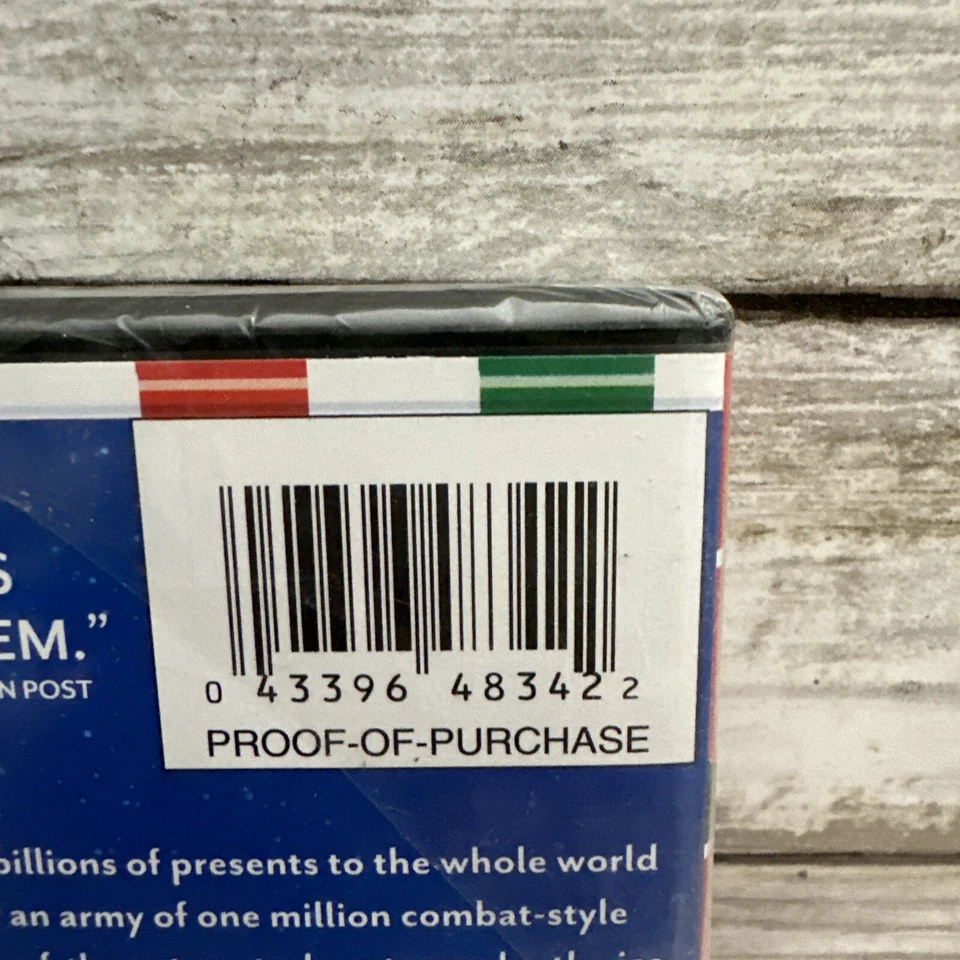 S
EM.”
N POST
0 43396 48342 2
PROOF-OF-PURCHASE
billions of presents to the whole world
an army of one million combat-style